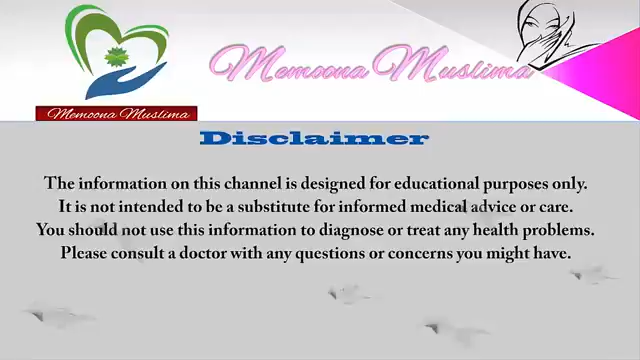 Memoona Muslima
Memoona Muslima
Disclaimer
The information on this channel is designed for educational purposes only.
It is not intended to be a substitute for informed medical advice or care.
You should not use this information to diagnose or treat any health problems.
Please consult a doctor with any questions or concerns you might have.